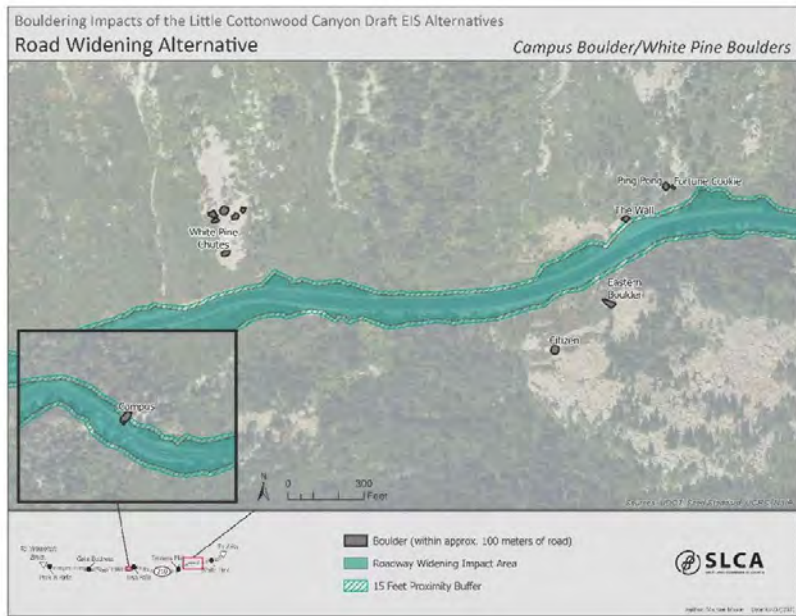 Bouldering Impacts of the Little Cottonwood Canyon Draft EIS Alternatives
Road Widening Alternative
Campus Boulder/White Pine Boulders
Ping Pong
Fortune Cookie
The Wall
White Pine
Chutes
Eastern
Boulder
Citizen
Campus
N
0
300
Feet
Boulder (within approx. 100 meters of road)
Roadway Widening Impact Area
15 Feet Proximity Buffer
SLCA